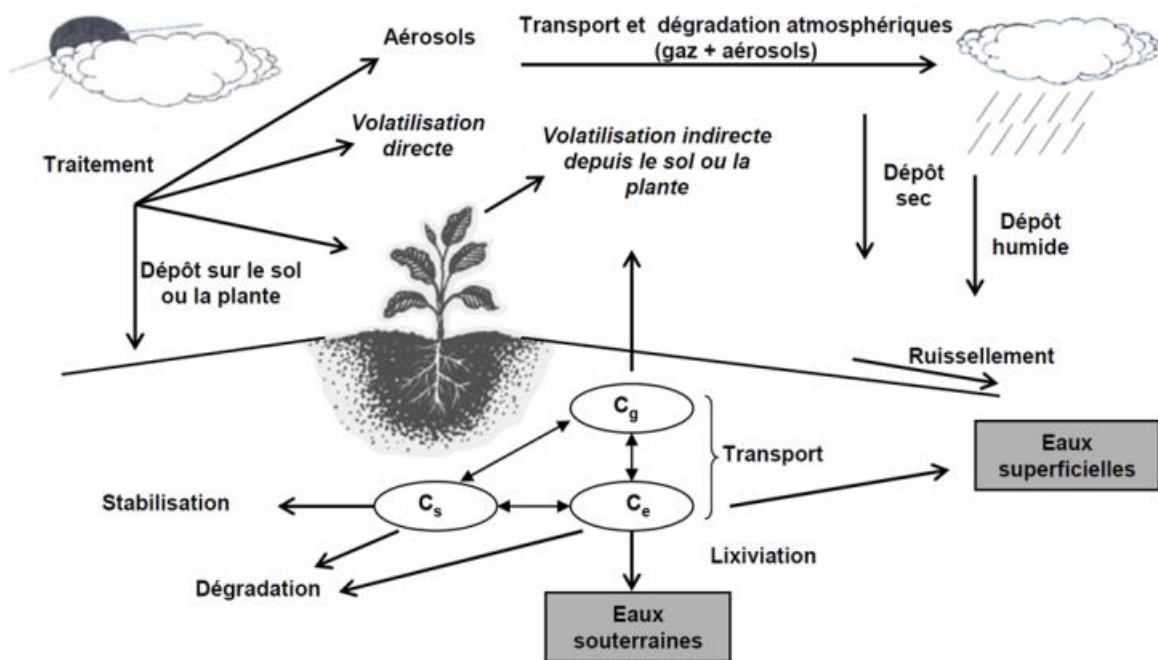 Aérosols
Transport et dégradation atmosphériques
(gaz + aérosols)
Volatilisation
directe
Volatilisation indirecte
depuis le sol ou la
plante
Traitement
Dépôt
sec
Dépôt
humide
Dépôt sur le sol
ou la plante
Ruissellement
Cg
Transport
Eaux
superficielles
Stabilisation
Cs
Ce
Lixiviation
Dégradation
Eaux
souterraines